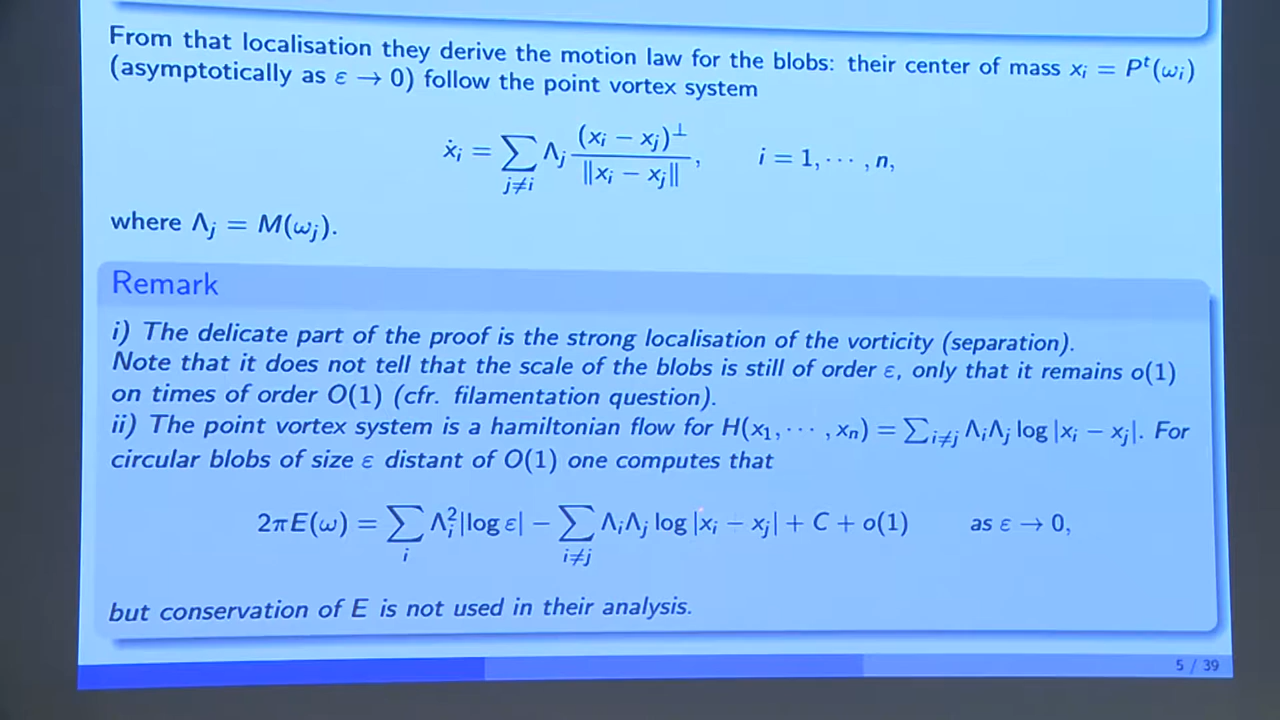 From that localisation they derive the motion law for the blobs: their center of mass xᵢ = Pᵗ(ωᵢ)
(asymptotically as ε → 0) follow the point vortex system
ẋᵢ = ∑_{j≠i} Λⱼ (xᵢ − xⱼ)^⊥ / ‖xᵢ − xⱼ‖, i = 1, ··· , n,
where Λⱼ = M(ωⱼ).
Remark
i) The delicate part of the proof is the strong localisation of the vorticity (separation).
Note that it does not tell that the scale of the blobs is still of order ε, only that it remains o(1)
on times of order O(1) (cfr. filamentation question).
ii) The point vortex system is a hamiltonian flow for H(x₁, ··· , xₙ) = ∑_{i≠j} ΛᵢΛⱼ log |xᵢ − xⱼ|. For
circular blobs of size ε distant of O(1) one computes that
2πE(ω) = ∑_i Λᵢ²|log ε| − ∑_{i≠j} ΛᵢΛⱼ log |xᵢ − xⱼ| + C + o(1) as ε → 0,
but conservation of E is not used in their analysis.
5 / 39